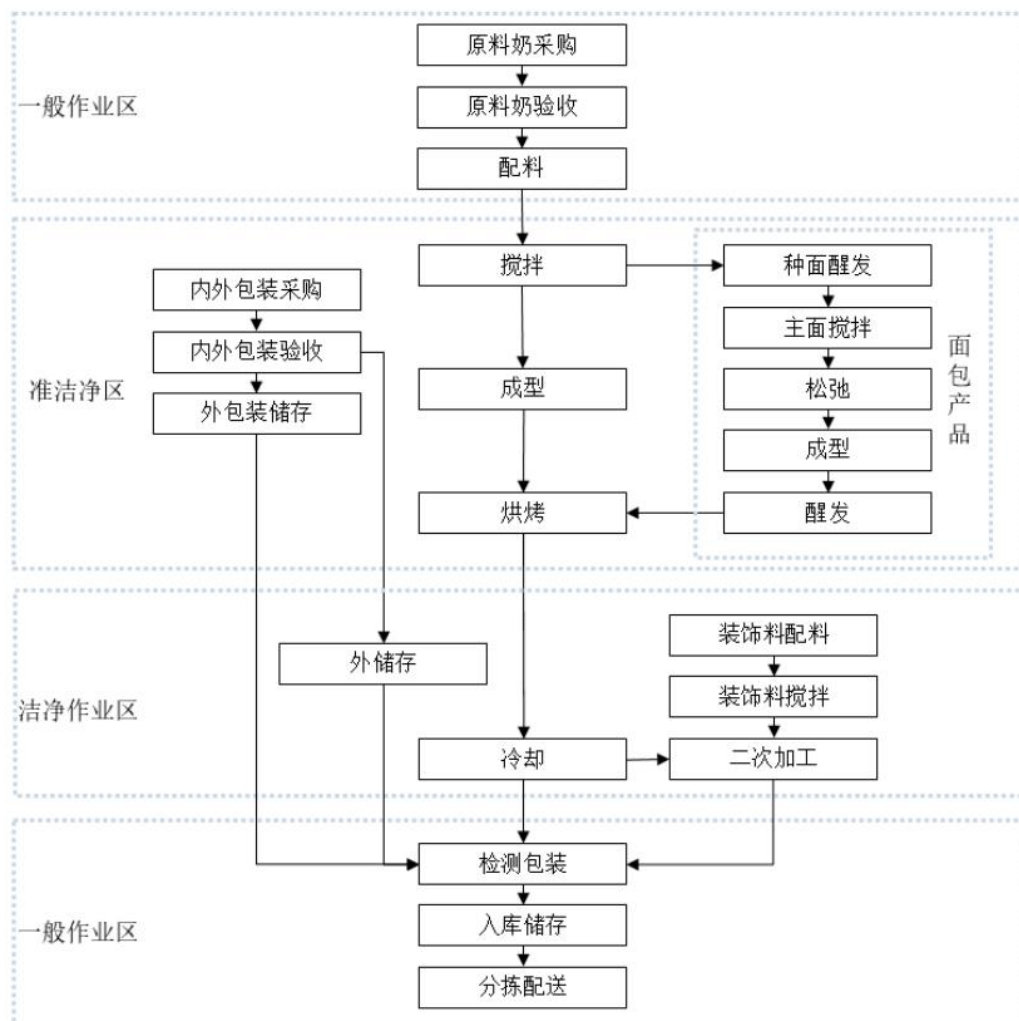 一般作业区
原料奶采购
原料奶验收
配料
准洁净区
内外包装采购
内外包装验收
外包装储存
搅拌
成型
烘烤
种面醒发
主面搅拌
松弛
成型
醒发
面包产品
洁净作业区
外储存
冷却
装饰料配料
装饰料搅拌
二次加工
一般作业区
检测包装
入库储存
分拣配送